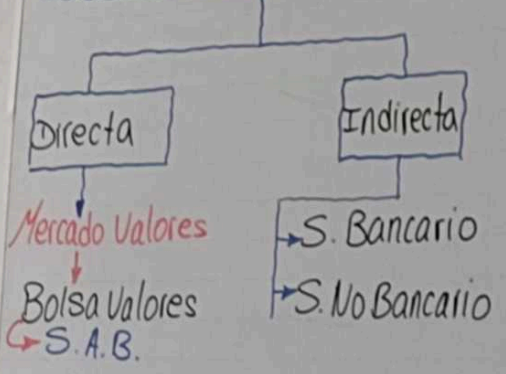 Directa
Indirecta
Mercado Valores
S. Bancario
Bolsa Valores
S. No Bancario
S.A.B.